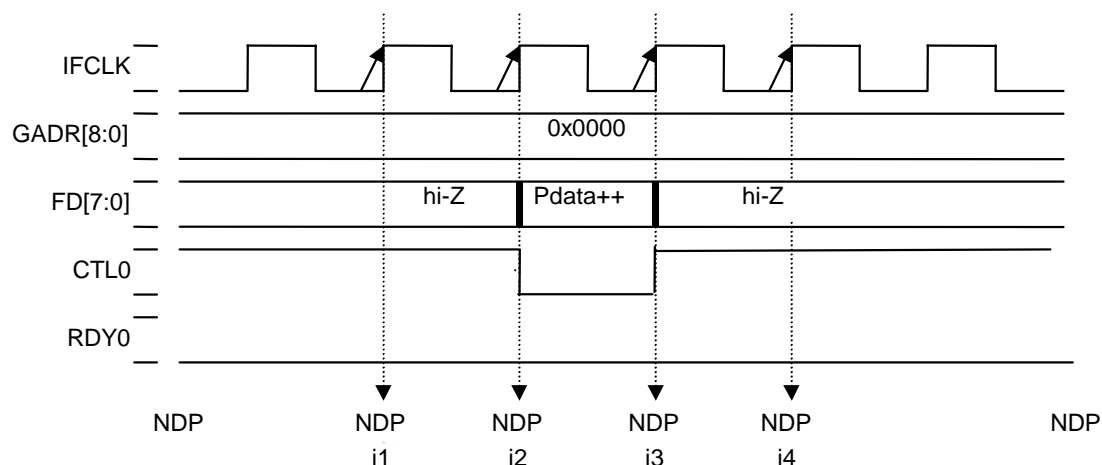 IFCLK
GADR[8:0]
0x0000
FD[7:0]
hi-Z Pdata++ hi-Z
CTL0
RDY0
NDP NDP NDP NDP NDP NDP
i1 i2 i3 i4